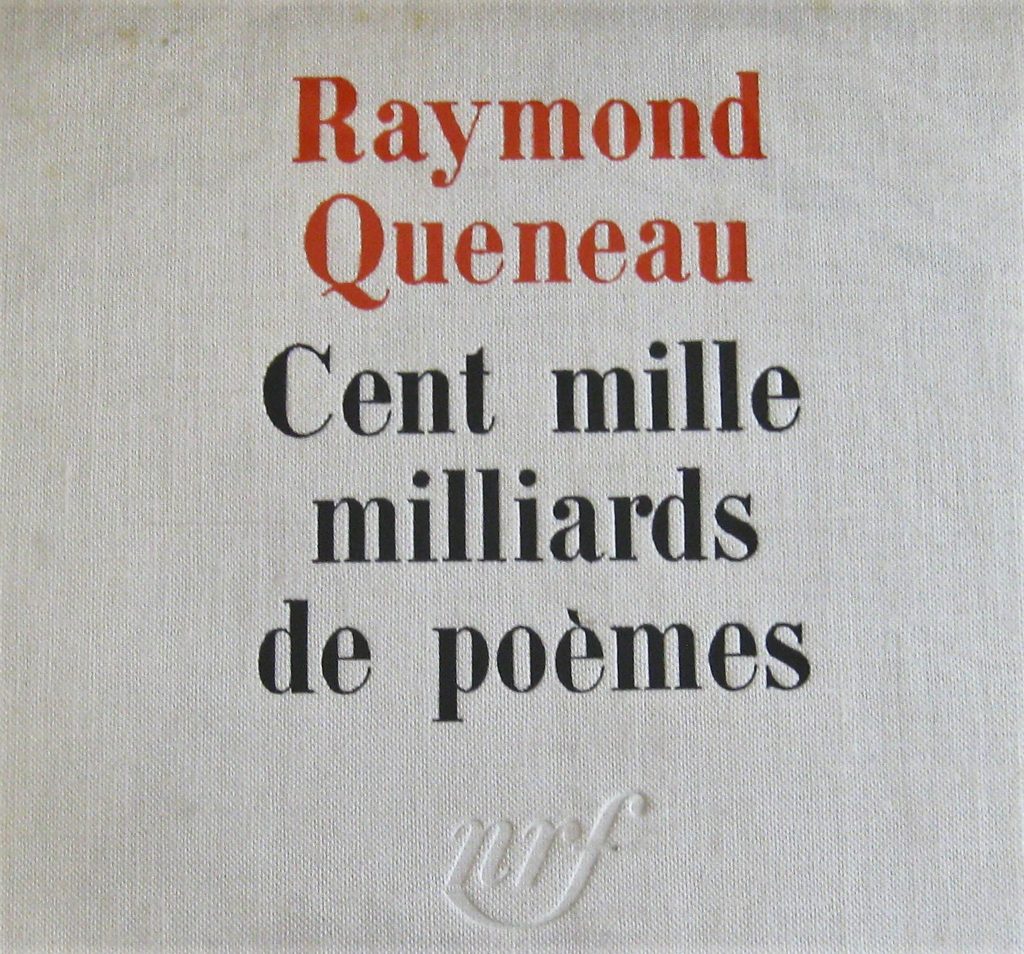 Raymond
Queneau
Cent mille
milliards
de poèmes
nrf